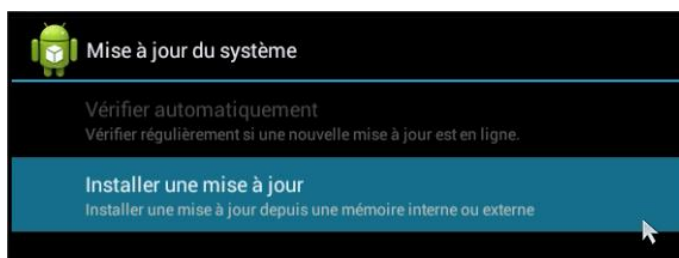 Mise à jour du système
Vérifier automatiquement
Vérifier régulièrement si une nouvelle mise à jour est en ligne.
Installer une mise à jour
Installer une mise à jour depuis une mémoire interne ou externe